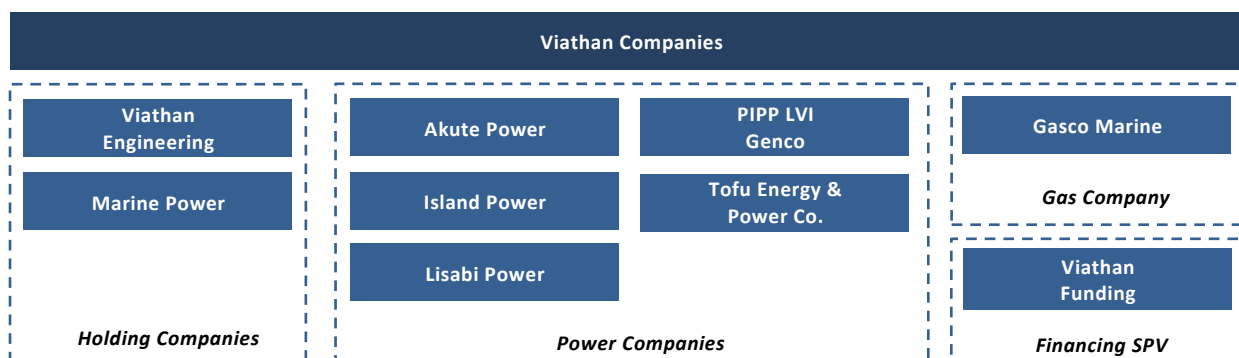 Viathan Companies
Viathan
Engineering
Marine Power
Holding Companies
Akute Power
Island Power
Lisabi Power
PIPP LVI
Genco
Tofu Energy &
Power Co.
Power Companies
Gasco Marine
Gas Company
Viathan
Funding
Financing SPV